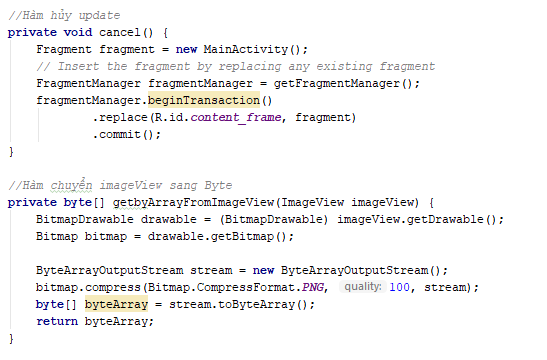 //Hàm hủy update
private void cancel() {
    Fragment fragment = new MainActivity();
    // Insert the fragment by replacing any existing fragment
    FragmentManager fragmentManager = getFragmentManager();
    fragmentManager.beginTransaction()
            .replace(R.id.content_frame, fragment)
            .commit();
}

//Hàm chuyển imageView sang Byte
private byte[] getbyArrayFromImageView(ImageView imageView) {
    BitmapDrawable drawable = (BitmapDrawable) imageView.getDrawable();
    Bitmap bitmap = drawable.getBitmap();

    ByteArrayOutputStream stream = new ByteArrayOutputStream();
    bitmap.compress(Bitmap.CompressFormat.PNG, quality: 100, stream);
    byte[] byteArray = stream.toByteArray();
    return byteArray;
}